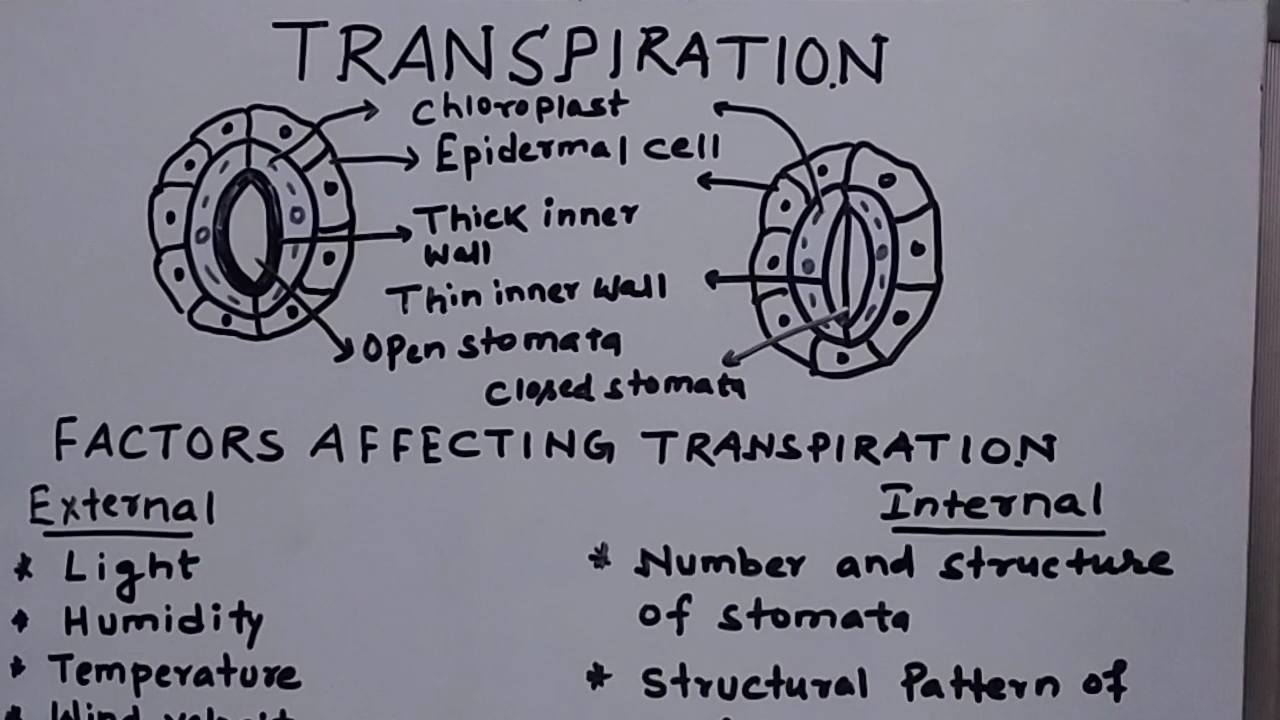 TRANSPIRATION
Chloroplast
Epidermal cell
Thick inner
wall
Thin inner wall
Open stomata
Closed stomata
FACTORS AFFECTING TRANSPIRATION
External
* Light
* Humidity
* Temperature
* Wind
Internal
* Number and structure
of stomata
* Structural Pattern of